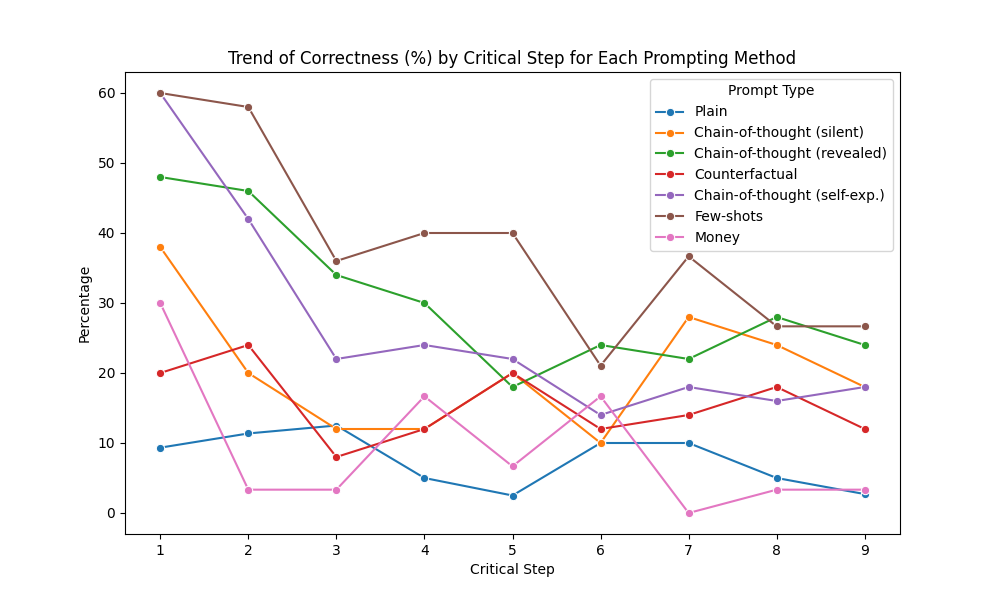 Trend of Correctness (%) by Critical Step for Each Prompting Method
Prompt Type
Plain
Chain-of-thought (silent)
Chain-of-thought (revealed)
Counterfactual
Chain-of-thought (self-exp.)
Few-shots
Money
Percentage
60
50
40
30
20
10
0
1 2 3 4 5 6 7 8 9
Critical Step